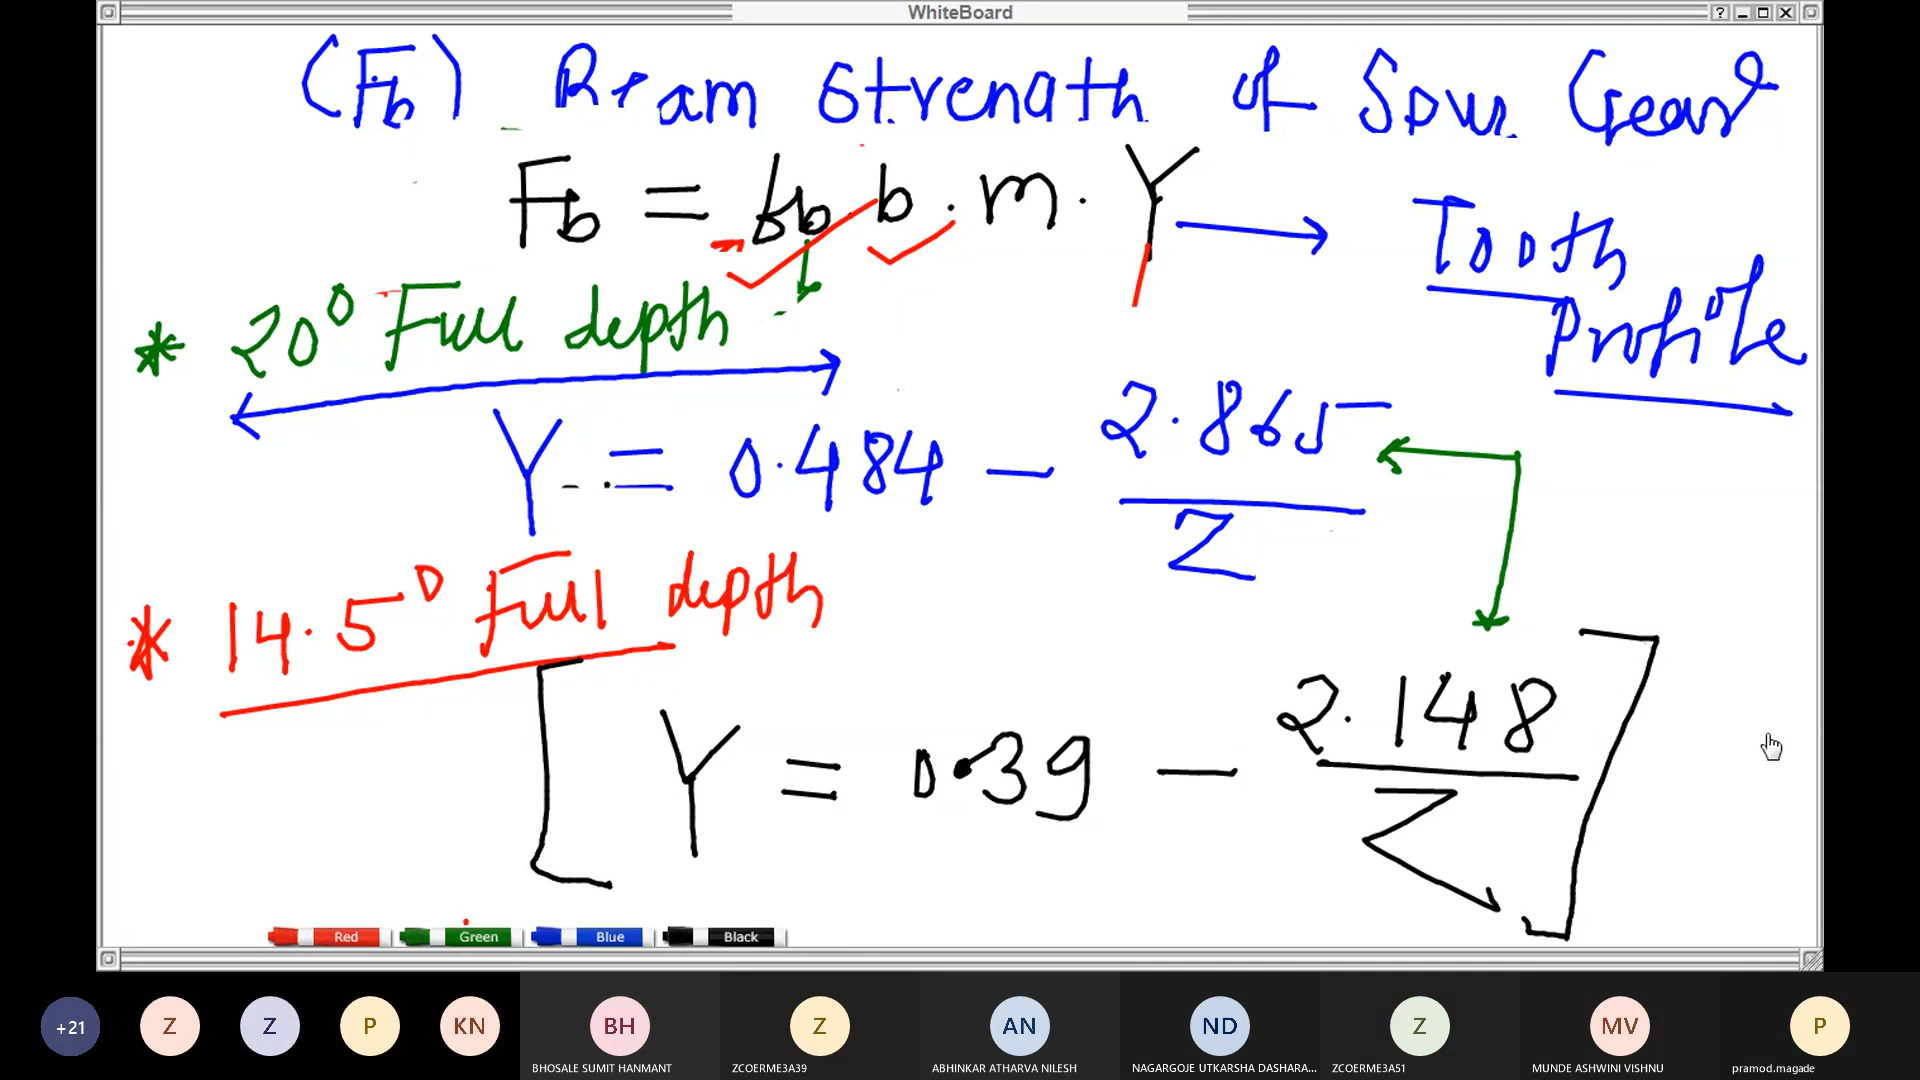 WhiteBoard
(Fb) Beam Strength of Spur Gear
Fb = σb . b . m . Y → Tooth Profile
* 20° Full depth
Y = 0.484 - 2.865 / Z
* 14.5° Full depth
[ Y = 0.39 - 2.148 / Z ]
Red Green Blue Black
+21 Z Z P KN BH Z AN ND Z MV P
BHOSALE SUMIT HANMANT ZCOERME3A39 ABHINKAR ATHARVA NILESH NAGARGOJE UTKARSHA DASHARA... ZCOERME3A51 MUNDE ASHWINI VISHNU pramod.magade